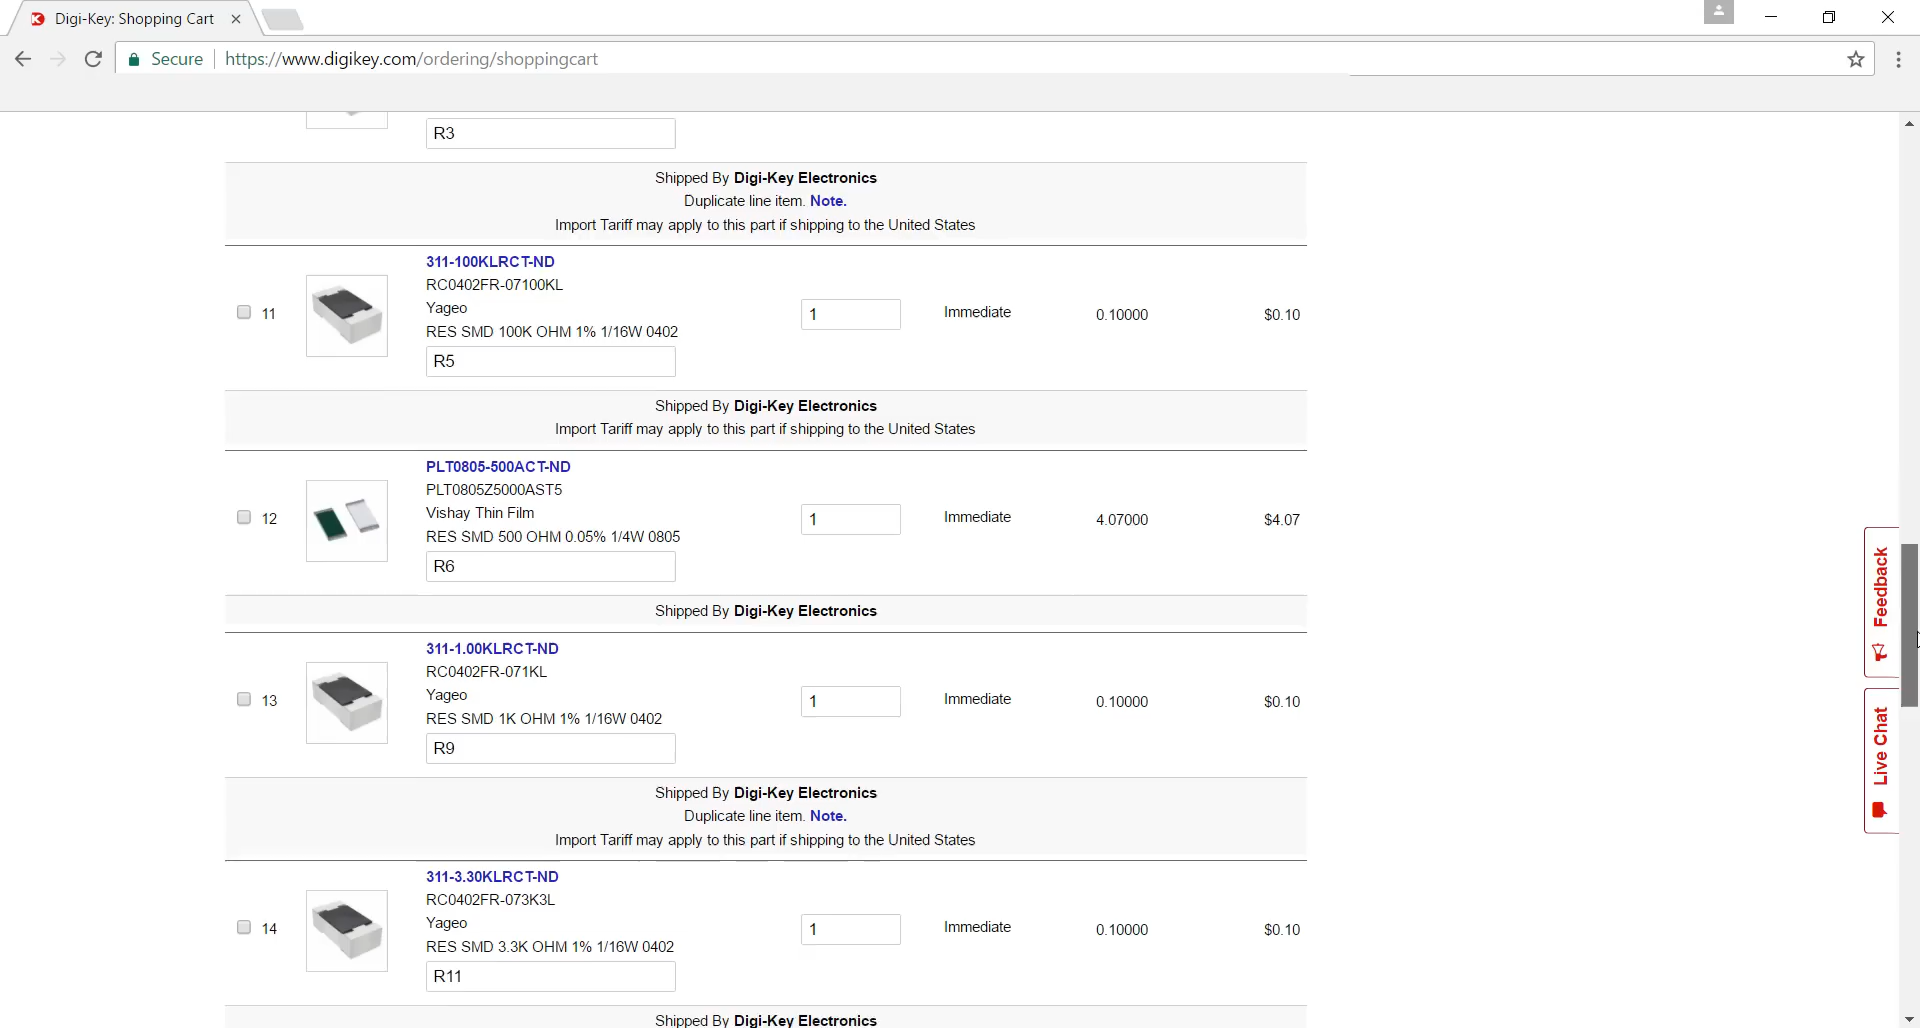 Digi-Key: Shopping Cart
Secure https://www.digikey.com/ordering/shoppingcart
R3
Shipped By Digi-Key Electronics
Duplicate line item. Note.
Import Tariff may apply to this part if shipping to the United States
311-100KLRCT-ND
RC0402FR-07100KL
Yageo
11 1 Immediate 0.10000 $0.10
RES SMD 100K OHM 1% 1/16W 0402
R5
Shipped By Digi-Key Electronics
Import Tariff may apply to this part if shipping to the United States
PLT0805-500ACT-ND
PLT0805Z5000AST5
Vishay Thin Film
12 1 Immediate 4.07000 $4.07
RES SMD 500 OHM 0.05% 1/4W 0805
R6
Shipped By Digi-Key Electronics
311-1.00KLRCT-ND
RC0402FR-071KL
Yageo
13 1 Immediate 0.10000 $0.10
RES SMD 1K OHM 1% 1/16W 0402
R9
Shipped By Digi-Key Electronics
Duplicate line item. Note.
Import Tariff may apply to this part if shipping to the United States
311-3.30KLRCT-ND
RC0402FR-073K3L
Yageo
14 1 Immediate 0.10000 $0.10
RES SMD 3.3K OHM 1% 1/16W 0402
R11
Shipped By Digi-Key Electronics
Feedback
Live Chat